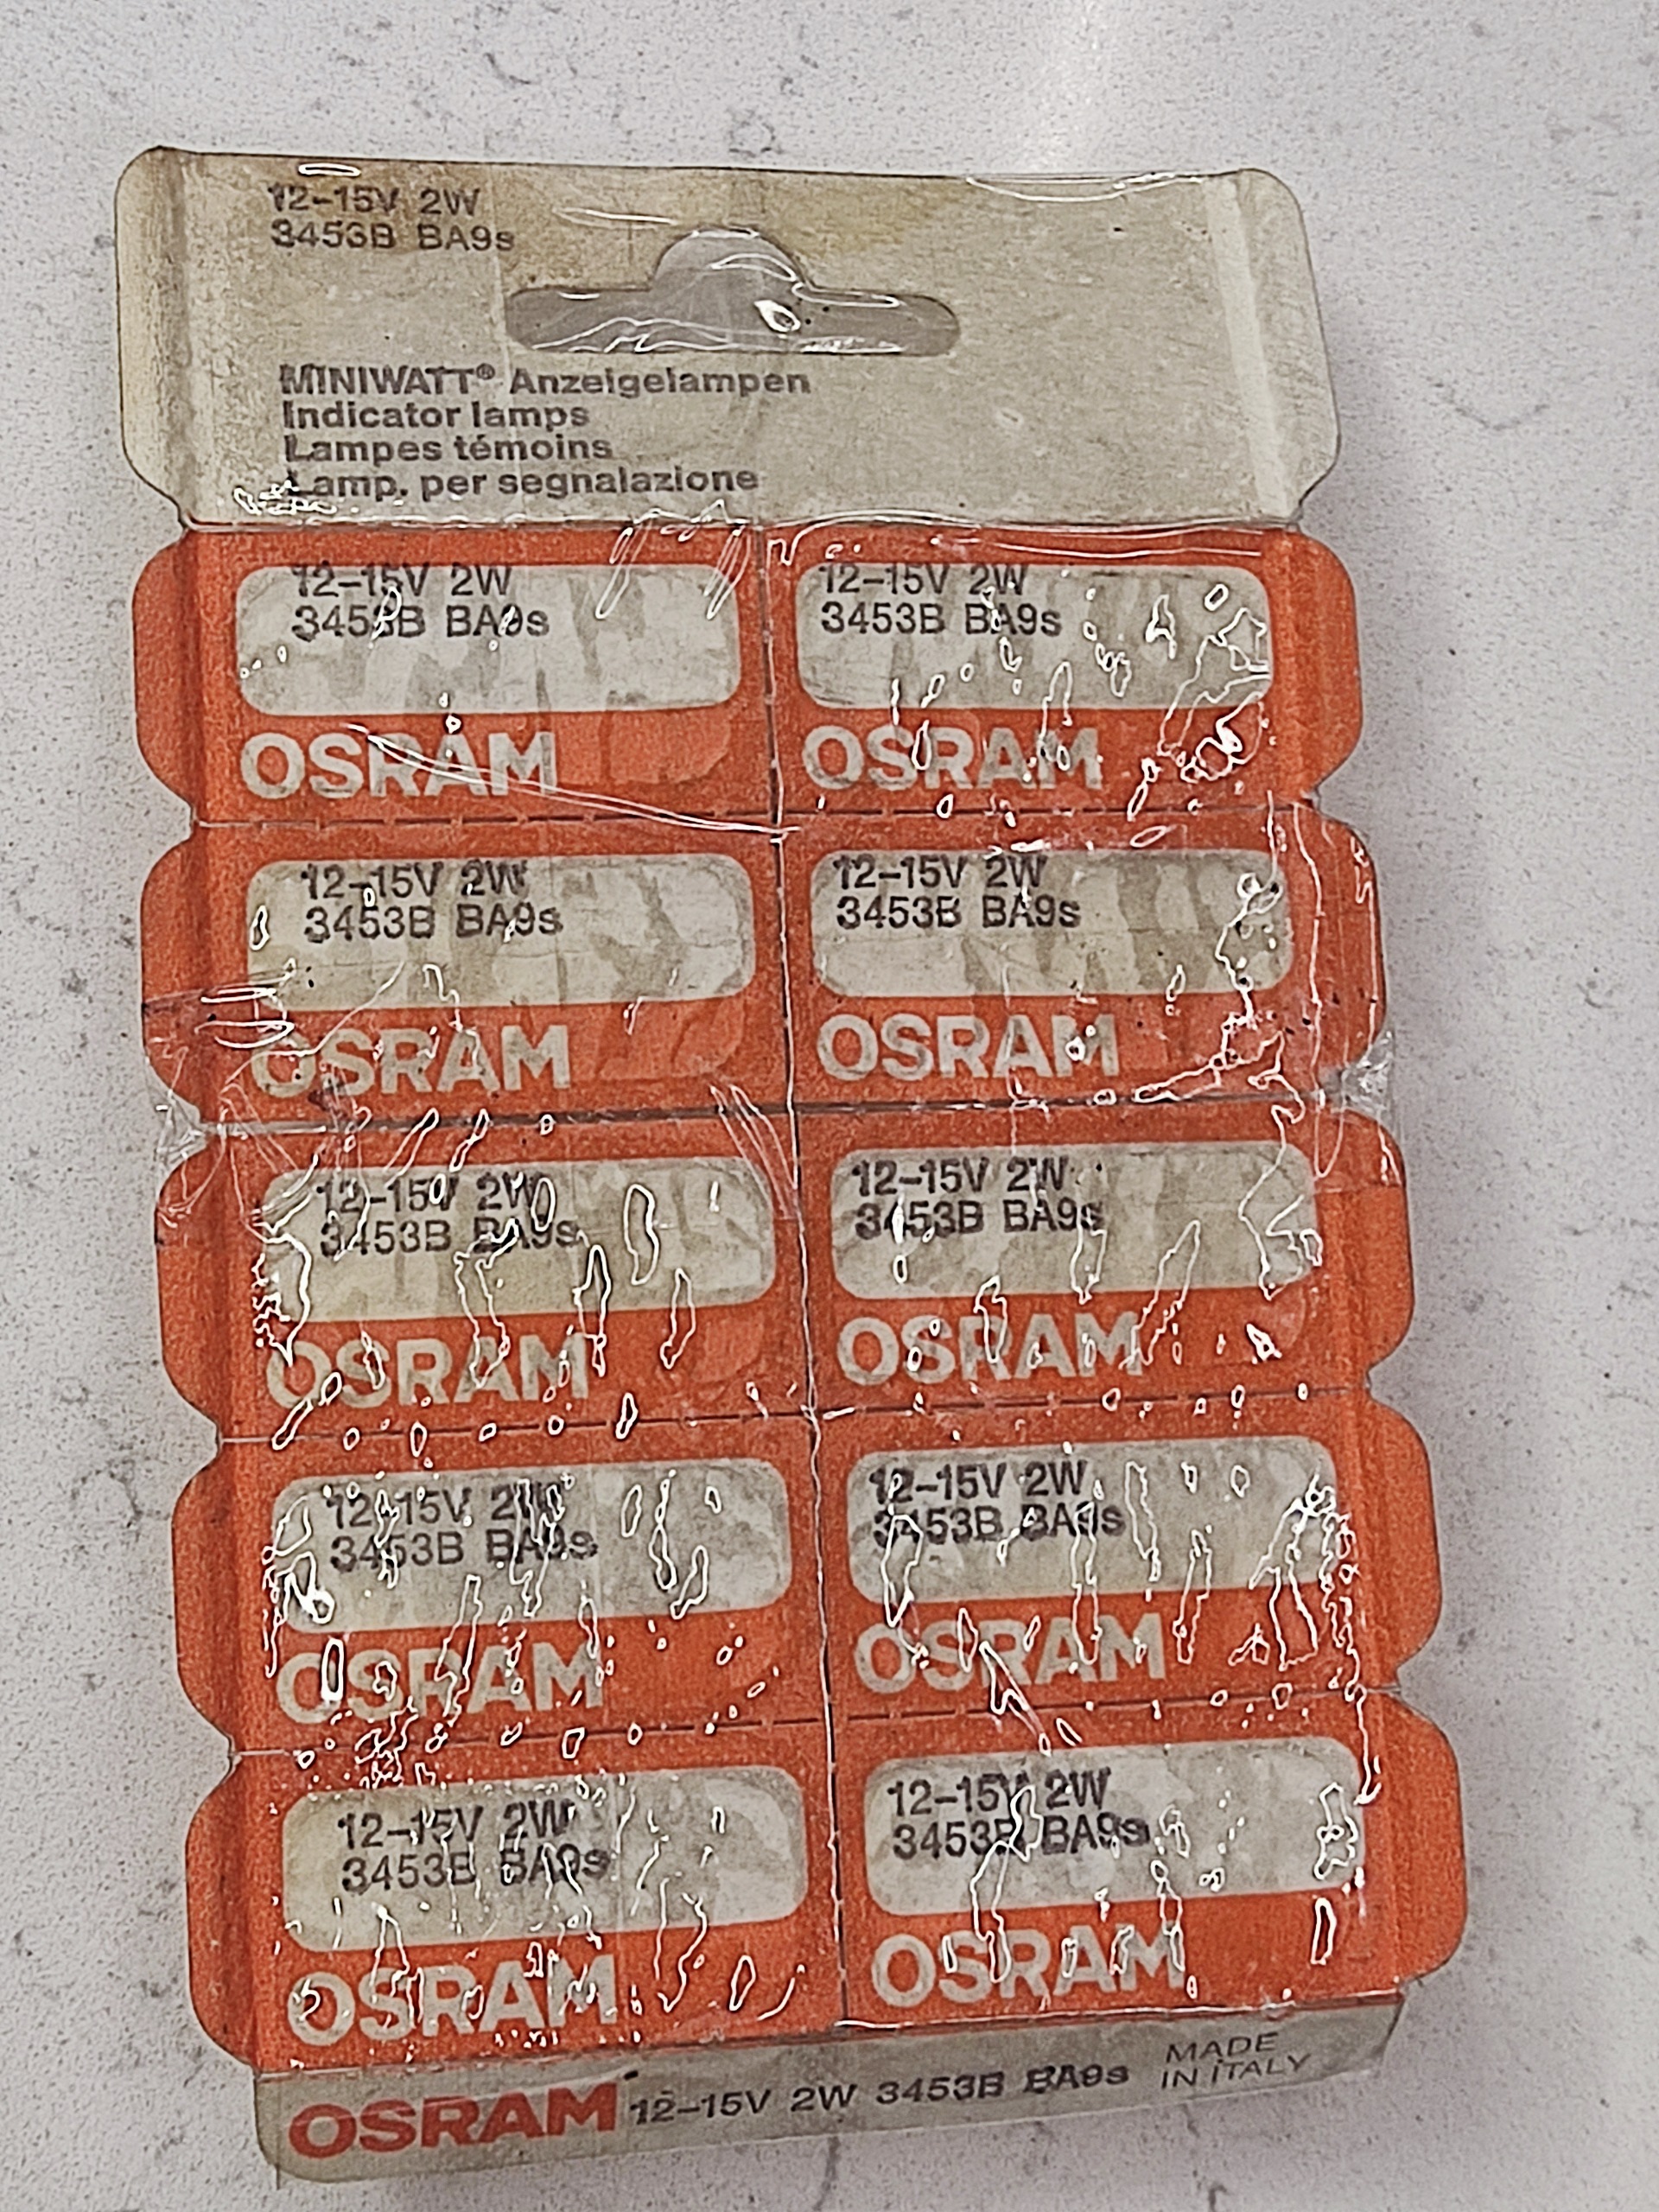 12-15V 2W
3453B BA9s
MINIWATT® Anzeigelampen
Indicator lamps
Lampes témoins
Lamp. per segnalazione
12-15V 2W
3453B BA9s
OSRAM
12-15V 2W
3453B BA9s
OSRAM
12-15V 2W
3453B BA9s
OSRAM
12-15V 2W
3453B BA9s
OSRAM
12-15V 2W
3453B BA9s
OSRAM
12-15V 2W
3453B BA9s
OSRAM
12-15V 2W
3453B BA9s
OSRAM
12-15V 2W
3453B BA9s
OSRAM
12-15V 2W
3453B BA9s
OSRAM
12-15V 2W
3453B BA9s
OSRAM
OSRAM 12-15V 2W 3453B BA9s
MADE
IN ITALY